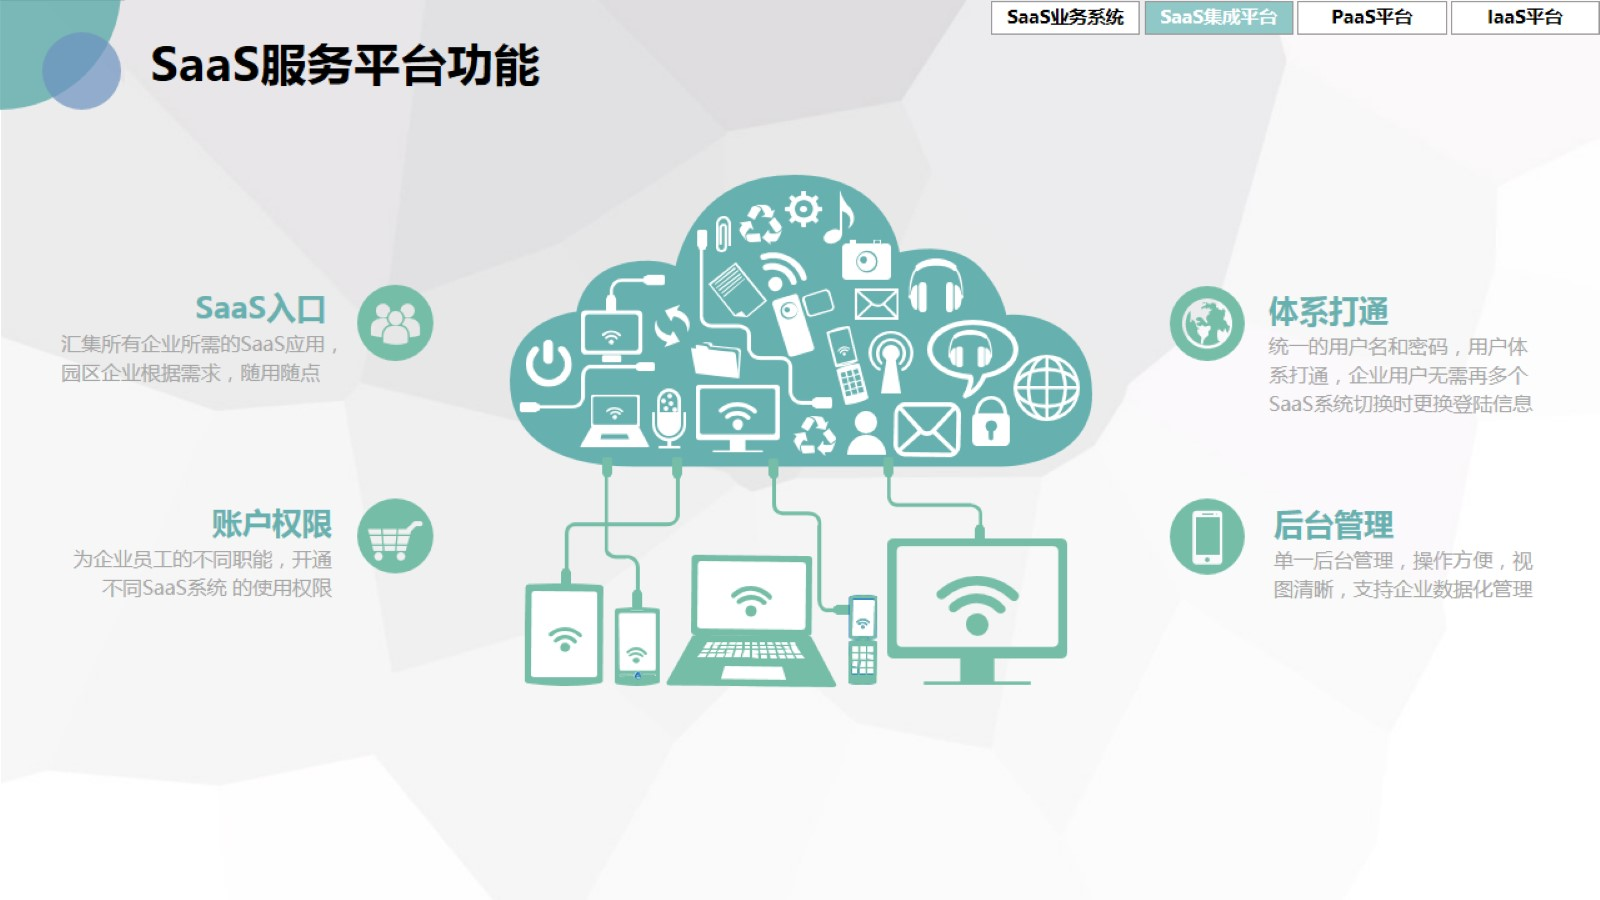 SaaS业务系统
SaaS集成平台
PaaS平台
IaaS平台
SaaS服务平台功能
SaaS入口
汇集所有企业所需的SaaS应用，
园区企业根据需求，随用随点
账户权限
为企业员工的不同职能，开通
不同SaaS系统 的使用权限
体系打通
统一的用户名和密码，用户体
系打通，企业用户无需再多个
SaaS系统切换时更换登陆信息
后台管理
单一后台管理，操作方便，视
图清晰，支持企业数据化管理